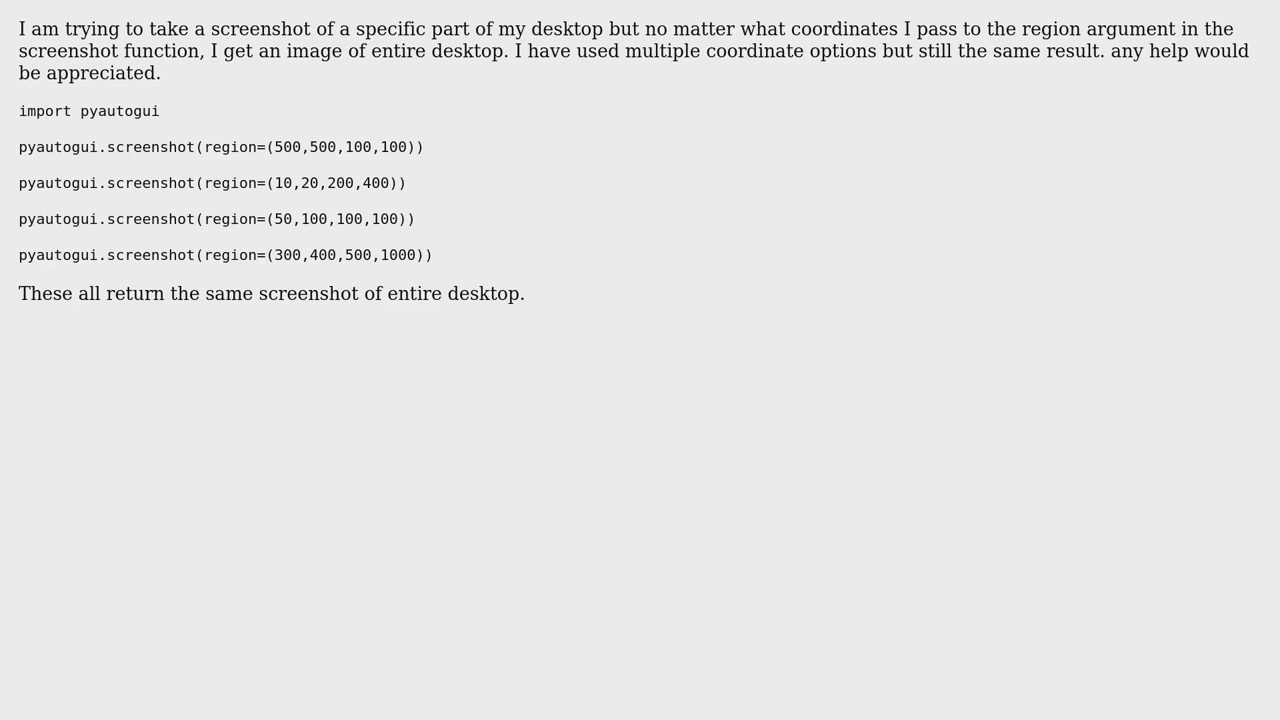 I am trying to take a screenshot of a specific part of my desktop but no matter what coordinates I pass to the region argument in the
screenshot function, I get an image of entire desktop. I have used multiple coordinate options but still the same result. any help would
be appreciated.
import pyautogui
pyautogui.screenshot(region=(500,500,100,100))
pyautogui.screenshot(region=(10,20,200,400))
pyautogui.screenshot(region=(50,100,100,100))
pyautogui.screenshot(region=(300,400,500,1000))
These all return the same screenshot of entire desktop.